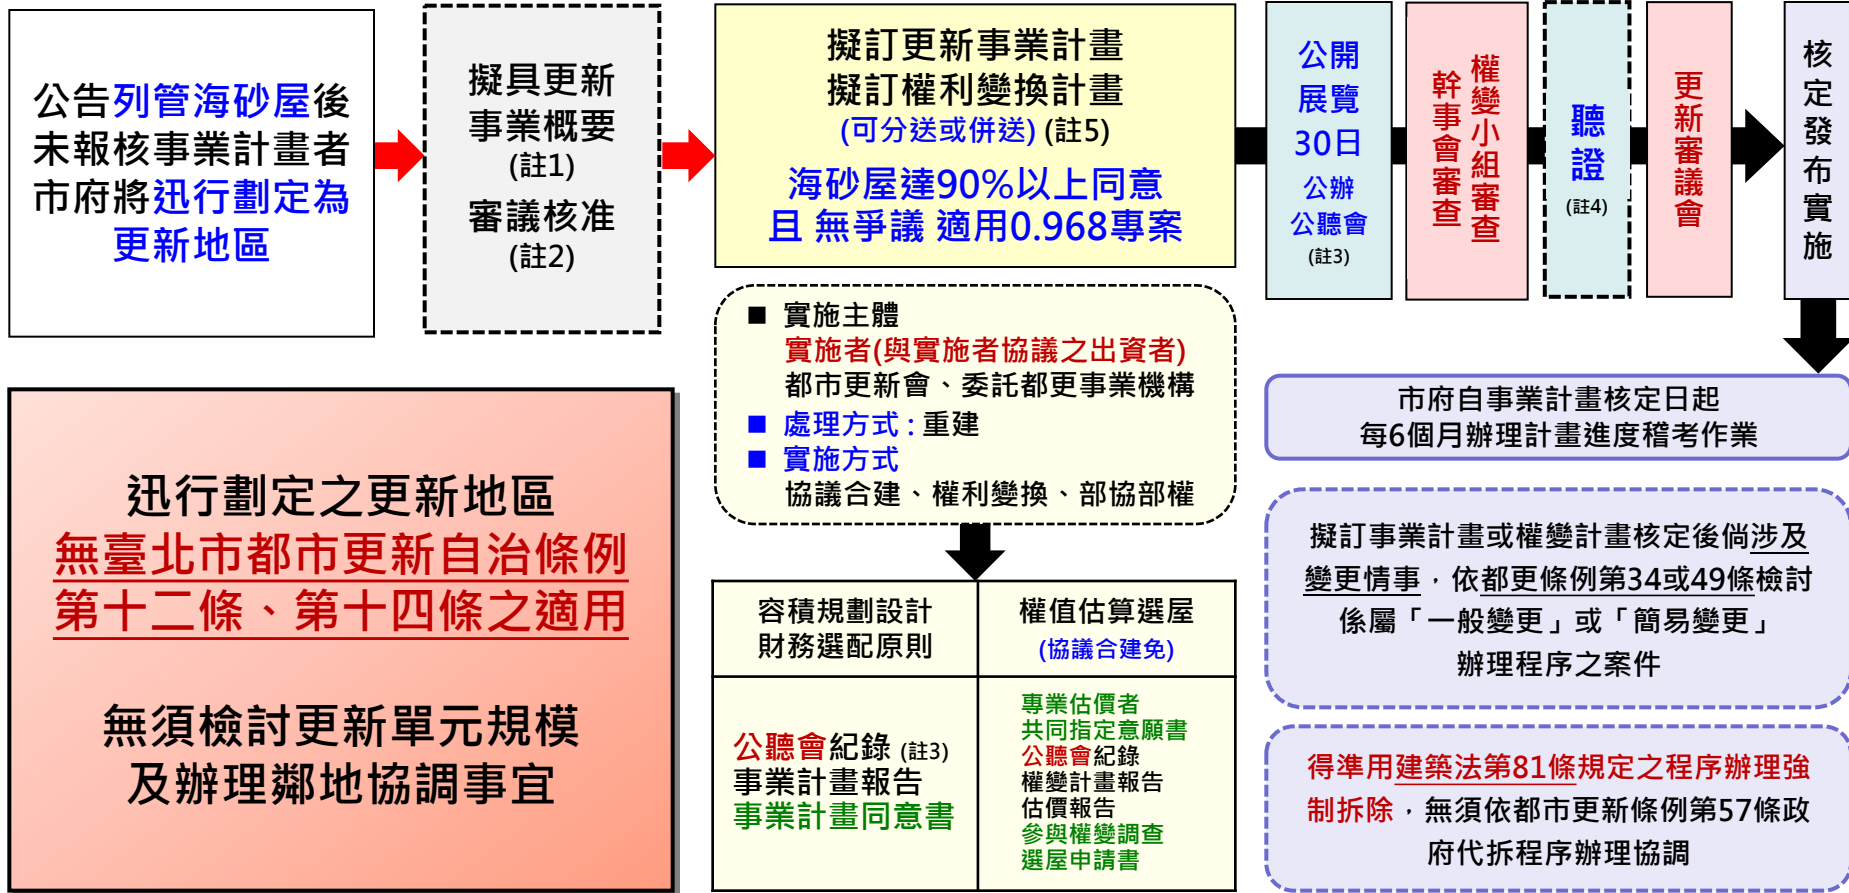 公告列管海砂屋後
未報核事業計畫者
市府將迅行劃定為
更新地區
擬具更新
事業概要
(註1)
審議核准
(註2)
擬訂更新事業計畫
擬訂權利變換計畫
(可分送或併送) (註5)
海砂屋達90%以上同意
且 無爭議 適用0.968專案
公開
展覽
30日
公辦
公聽會
(註3)
權變小組審查
幹事會審查
聽證
(註4)
更新審議會
核定發布實施
■ 實施主體
實施者(與實施者協議之出資者)
都市更新會、委託都更事業機構
■ 處理方式：重建
■ 實施方式
協議合建、權利變換、部協部權
市府自事業計畫核定日起
每6個月辦理計畫進度稽考作業
迅行劃定之更新地區
無臺北市都市更新自治條例
第十二條、第十四條之適用
無須檢討更新單元規模
及辦理鄰地協調事宜
容積規劃設計
財務選配原則
權值估算選屋
(協議合建免)
公聽會紀錄 (註3)
事業計畫報告
事業計畫同意書
專業估價者
共同指定意願書
公聽會紀錄
權變計畫報告
估價報告
參與權變調查
選屋申請書
擬訂事業計畫或權變計畫核定後倘涉及
變更情事，依都更條例第34或49條檢討
係屬「一般變更」或「簡易變更」
辦理程序之案件
得準用建築法第81條規定之程序辦理強
制拆除，無須依都市更新條例第57條政
府代拆程序辦理協調